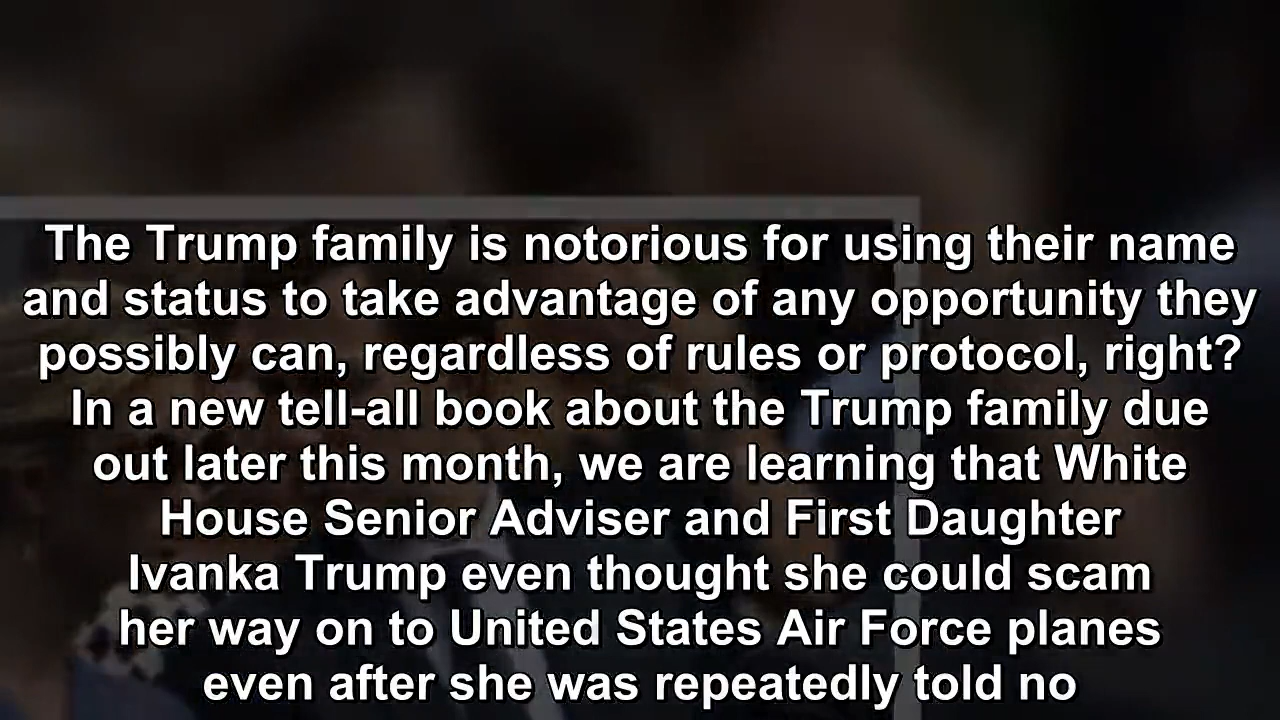 The Trump family is notorious for using their name
and status to take advantage of any opportunity they
possibly can, regardless of rules or protocol, right?
In a new tell-all book about the Trump family due
out later this month, we are learning that White
House Senior Adviser and First Daughter
Ivanka Trump even thought she could scam
her way on to United States Air Force planes
even after she was repeatedly told no